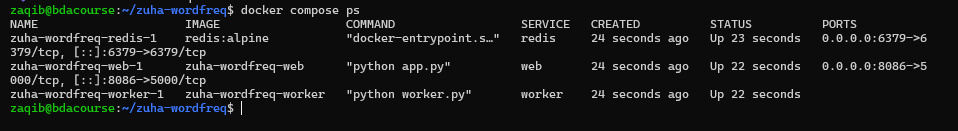 zaqib@bdacourse:~/zuha-wordfreq$ docker compose ps
NAME                     IMAGE                  COMMAND                  SERVICE   CREATED          STATUS          PORTS
zuha-wordfreq-redis-1    redis:alpine           "docker-entrypoint.s…"   redis     24 seconds ago   Up 23 seconds   0.0.0.0:6379->6
379/tcp, [::]:6379->6379/tcp
zuha-wordfreq-web-1      zuha-wordfreq-web      "python app.py"          web       24 seconds ago   Up 22 seconds   0.0.0.0:8086->5
000/tcp, [::]:8086->5000/tcp
zuha-wordfreq-worker-1   zuha-wordfreq-worker   "python worker.py"       worker    24 seconds ago   Up 22 seconds
zaqib@bdacourse:~/zuha-wordfreq$